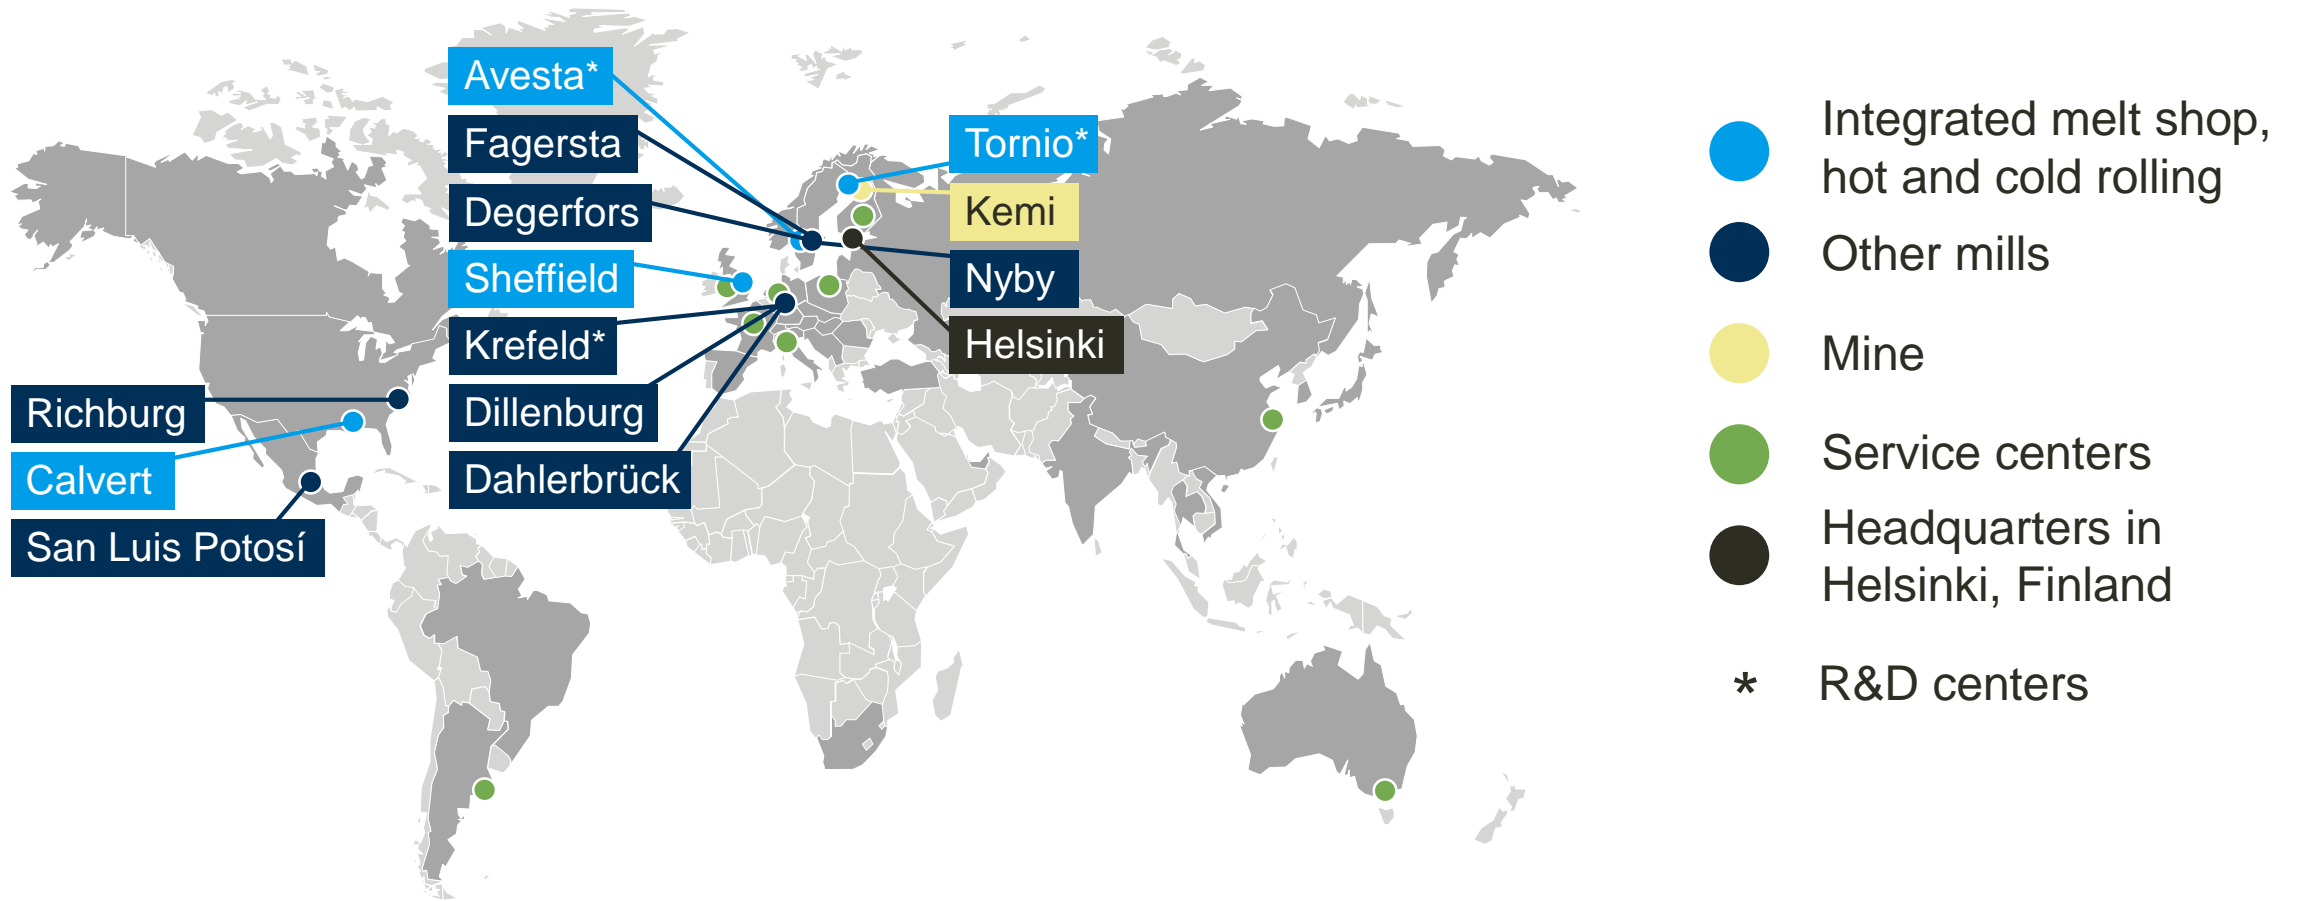 Avesta*
Fagersta
Degerfors
Sheffield
Krefeld*
Dillenburg
Dahlerbrück
Richburg
Calvert
San Luis Potosí
Tornio*
Kemi
Nyby
Helsinki
Integrated melt shop,
hot and cold rolling
Other mills
Mine
Service centers
Headquarters in
Helsinki, Finland
* R&D centers